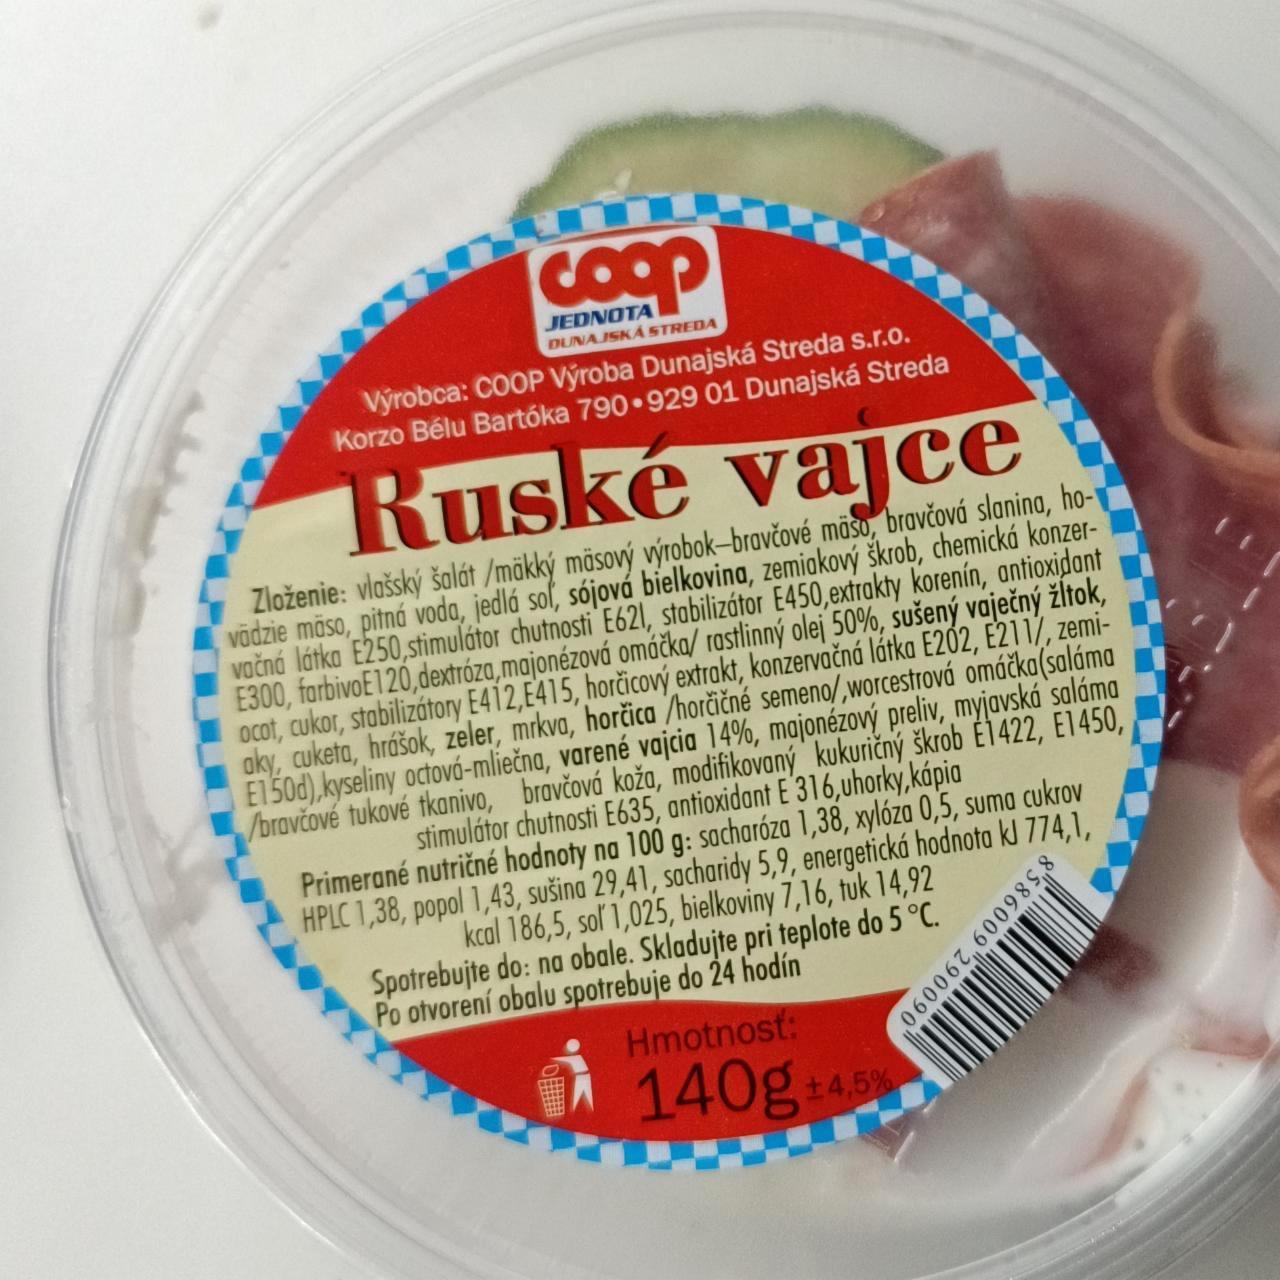 coop
JEDNOTA
DUNAJSKÁ STREDA
Výrobca: COOP Výroba Dunajská Streda s.r.o.
Korzo Bélu Bartóka 790•929 01 Dunajská Streda
Ruské vajce
Zloženie: vlašský šalát /mäkký mäsový výrobok–bravčové mäso, bravčová slanina, ho-
vädzie mäso, pitná voda, jedlá soľ, sójová bielkovina, zemiakový škrob, chemická konzer-
vačná látka E250,stimulátor chutnosti E621, stabilizátor E450,extrakty korenín, antioxidant
E300, farbivoE120,dextróza,majonézová omáčka/ rastlinný olej 50%, sušený vaječný žĺtok,
ocot, cukor, stabilizátory E412,E415, horčicový extrakt, konzervačná látka E202, E211/, zemi-
aky, cuketa, hrášok, zeler, mrkva, horčica /horčičné semeno/,worcestrová omáčka(saláma
E150d),kyseliny octová-mliečna, varené vajcia 14%, majonézový preliv, myjavská saláma
/bravčové tukové tkanivo, bravčová koža, modifikovaný kukuričný škrob E1422, E1450,
stimulátor chutnosti E635, antioxidant E 316,uhorky,kápia
Primerané nutričné hodnoty na 100 g: sacharóza 1,38, xylóza 0,5, suma cukrov
HPLC 1,38, popol 1,43, sušina 29,41, sacharidy 5,9, energetická hodnota kJ 774,1,
kcal 186,5, soľ 1,025, bielkoviny 7,16, tuk 14,92
Spotrebujte do: na obale. Skladujte pri teplote do 5 °C.
Po otvorení obalu spotrebuje do 24 hodín
8 586009 290090
Hmotnosť:
140g ±4,5%